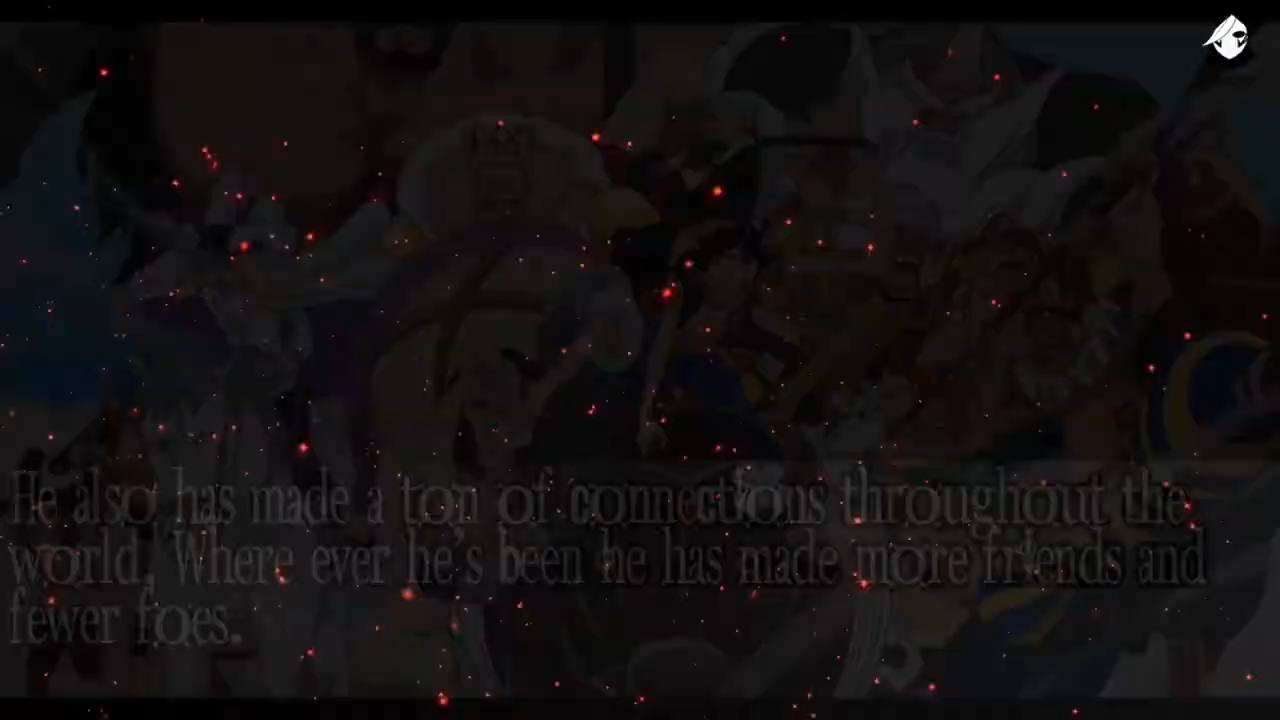 He also has made a ton of connections throughout the
world. Where ever he's been he has made more friends and
fewer foes.